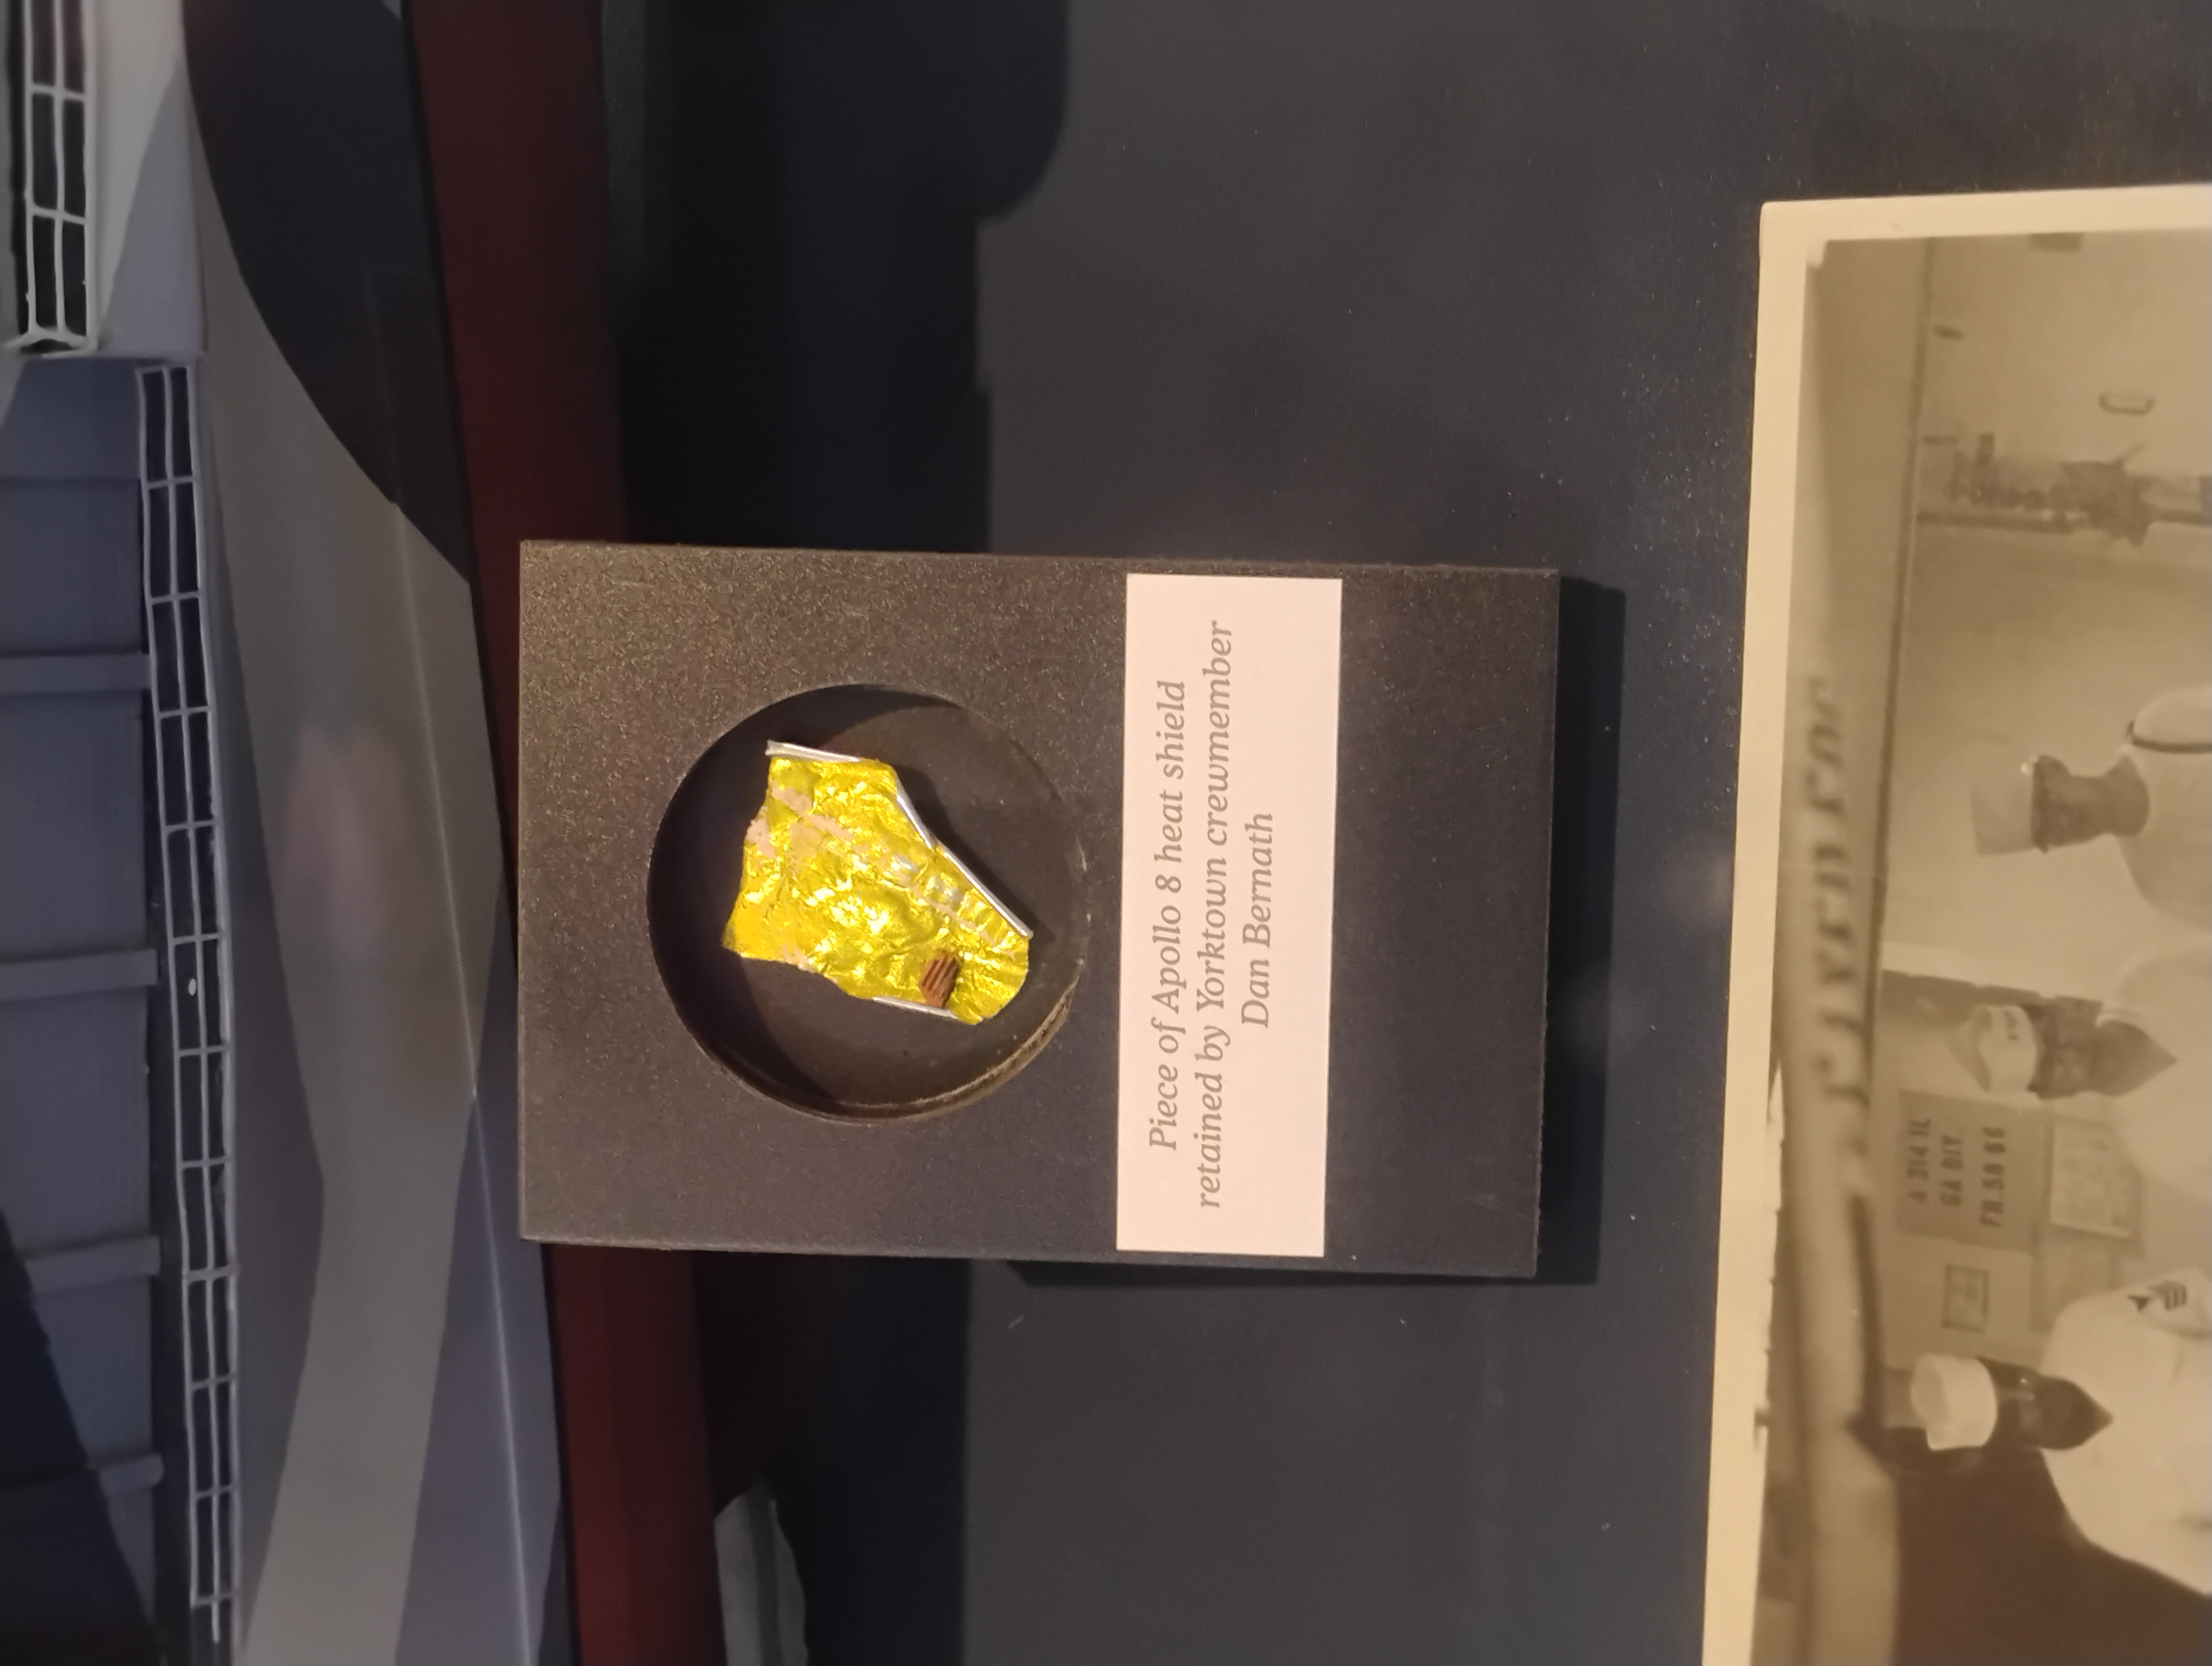 Piece of Apollo 8 heat shield
retained by Yorktown crewmember
Dan Bernath